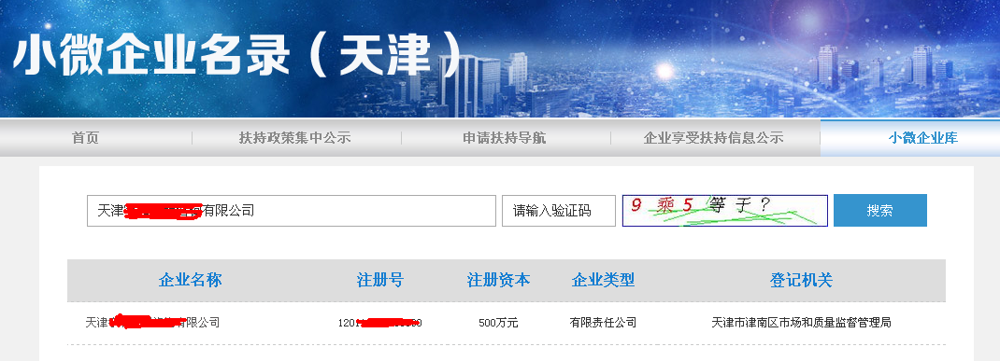 小微企业名录（天津）
首页 扶持政策集中公示 申请扶持导航 企业享受扶持信息公示 小微企业库
天津 有限公司 请输入验证码 9乘5等于？ 搜索
企业名称 注册号 注册资本 企业类型 登记机关
天津 有限公司 1201 500万元 有限责任公司 天津市津南区市场和质量监督管理局